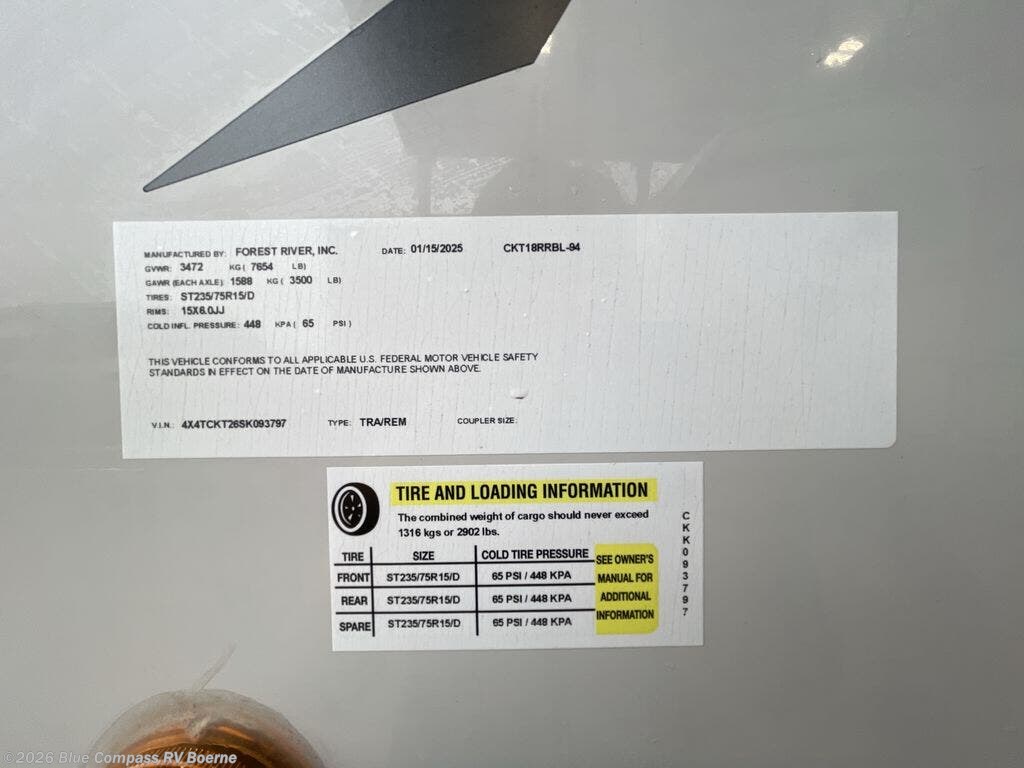 MANUFACTURED BY: FOREST RIVER, INC. DATE: 01/15/2025 CKT18RRBL-94
GVWR: 3472 KG ( 7654 LB)
GAWR (EACH AXLE): 1588 KG ( 3500 LB)
TIRES: ST235/75R15/D
RIMS: 15X6.0JJ
COLD INFL. PRESSURE: 448 KPA ( 65 PSI )
THIS VEHICLE CONFORMS TO ALL APPLICABLE U.S. FEDERAL MOTOR VEHICLE SAFETY
STANDARDS IN EFFECT ON THE DATE OF MANUFACTURE SHOWN ABOVE.
V.I.N.: 4X4TCKT26SK093797 TYPE: TRA/REM COUPLER SIZE:
TIRE AND LOADING INFORMATION
The combined weight of cargo should never exceed
1316 kgs or 2902 lbs.
TIRE SIZE COLD TIRE PRESSURE
FRONT ST235/75R15/D 65 PSI / 448 KPA
REAR ST235/75R15/D 65 PSI / 448 KPA
SPARE ST235/75R15/D 65 PSI / 448 KPA
SEE OWNER'S
MANUAL FOR
ADDITIONAL
INFORMATION
CKK093797
©2026 Blue Compass RV Boerne